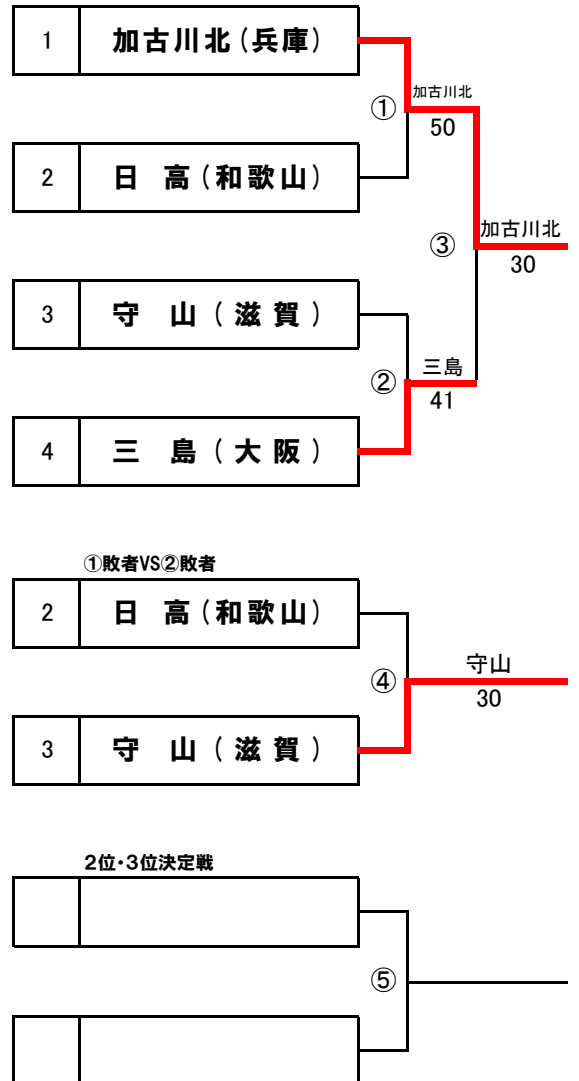 1 加古川北(兵庫)
加古川北
① 50
2 日 高(和歌山)
加古川北
③ 30
3 守 山(滋賀)
三島
② 41
4 三 島(大阪)
①敗者VS②敗者
2 日 高(和歌山)
守山
④ 30
3 守 山(滋賀)
2位・3位決定戦
⑤